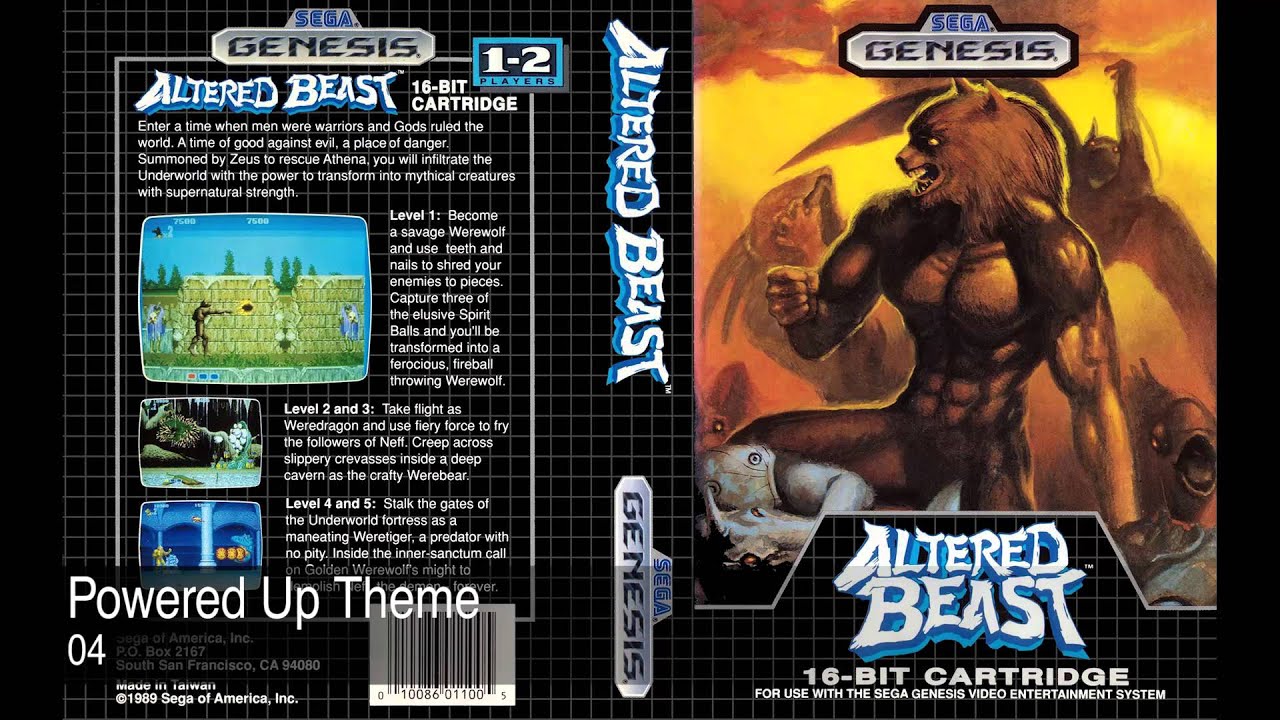 SEGA
GENESIS
1-2
PLAYERS
ALTERED BEAST™
16-BIT
CARTRIDGE
Enter a time when men were warriors and Gods ruled the
world. A time of good against evil, a place of danger.
Summoned by Zeus to rescue Athena, you will infiltrate the
Underworld with the power to transform into mythical creatures
with supernatural strength.
7500
7500
Level 1: Become
a savage Werewolf
and use teeth and
nails to shred your
enemies to pieces.
Capture three of
the elusive Spirit
Balls and you'll be
transformed into a
ferocious, fireball
throwing Werewolf.
Level 2 and 3: Take flight as
Weredragon and use fiery force to fry
the followers of Neff. Creep across
slippery crevasses inside a deep
cavern as the crafty Werebear.
Level 4 and 5: Stalk the gates of
the Underworld fortress as a
maneating Weretiger, a predator with
no pity. Inside the inner-sanctum call
on Golden Werewolf's might to
demolish Neff, the demon, forever.
Powered Up Theme
04
Sega of America, Inc.
P.O. Box 2167
South San Francisco, CA 94080
Made in Taiwan
©1989 Sega of America, Inc.
0 10086 01100 5
ALTERED BEAST™
SEGA
GENESIS
SEGA
GENESIS
ALTERED
BEAST™
16-BIT CARTRIDGE
FOR USE WITH THE SEGA GENESIS VIDEO ENTERTAINMENT SYSTEM